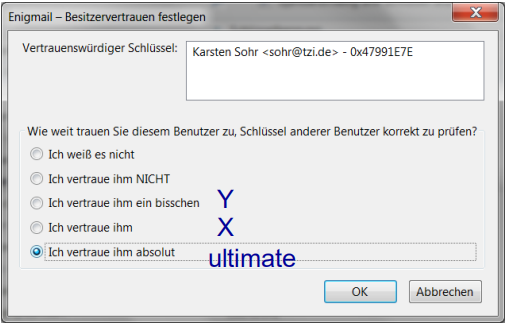 Enigmail – Besitzervertrauen festlegen
Vertrauenswürdiger Schlüssel: Karsten Sohr <sohr@tzi.de> - 0x47991E7E
Wie weit trauen Sie diesem Benutzer zu, Schlüssel anderer Benutzer korrekt zu prüfen?
Ich weiß es nicht
Ich vertraue ihm NICHT
Ich vertraue ihm ein bisschen Y
Ich vertraue ihm X
Ich vertraue ihm absolut ultimate
OK Abbrechen